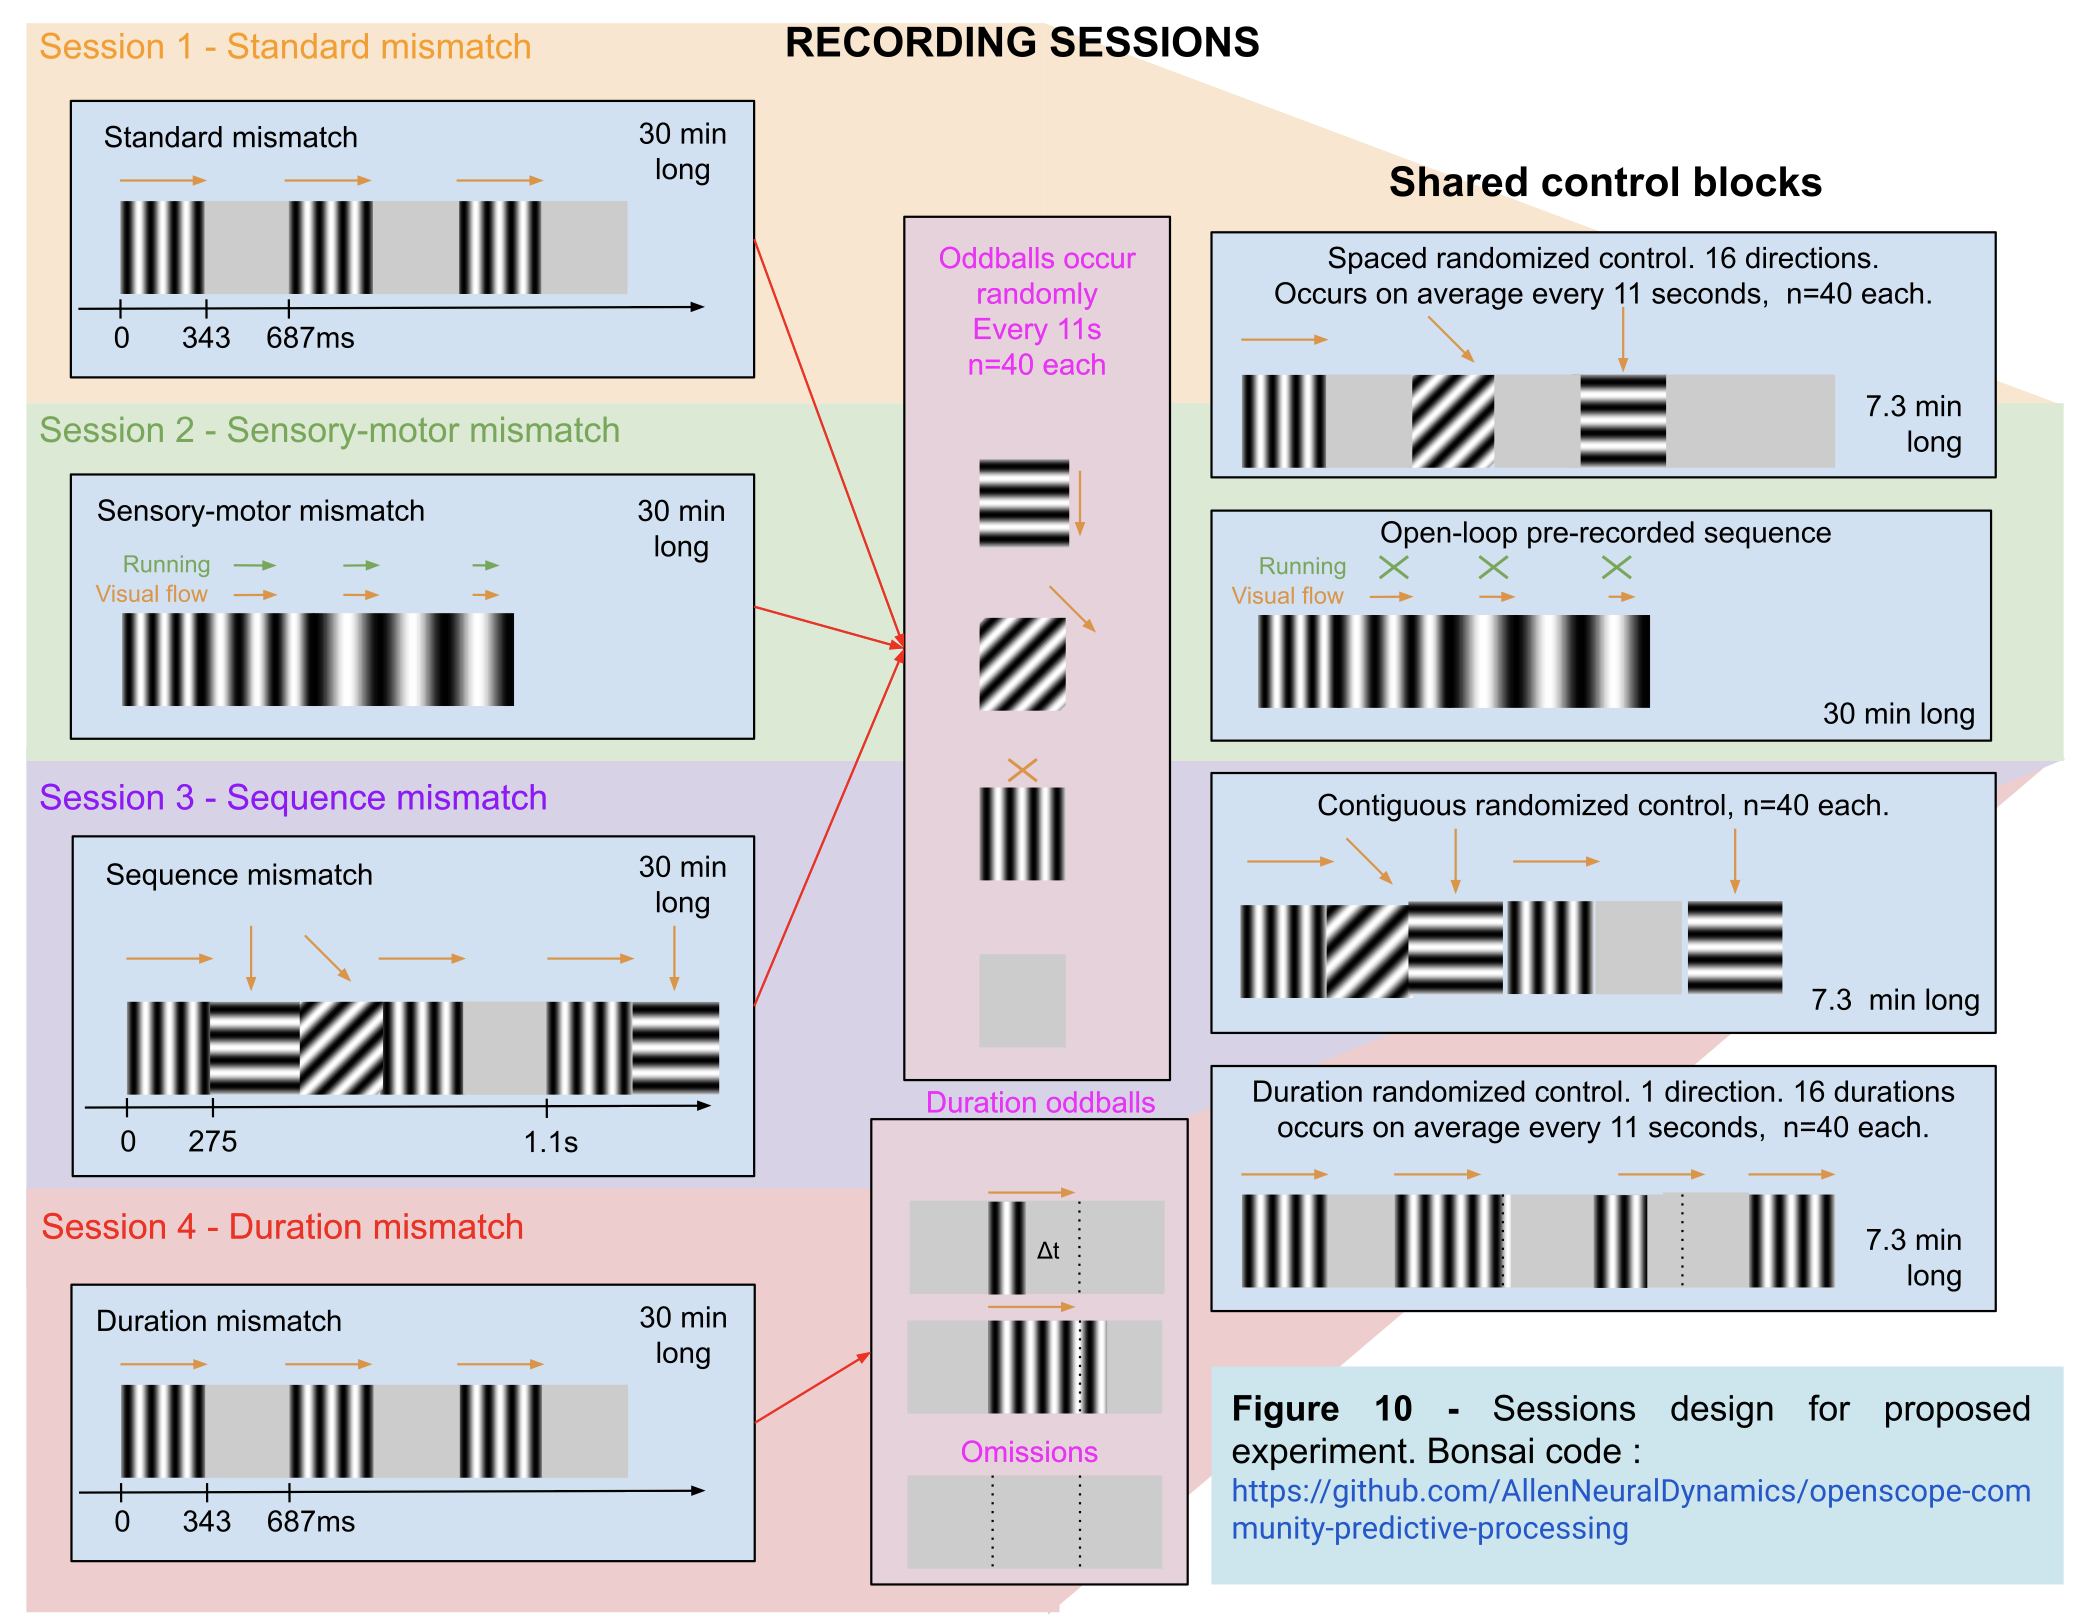 RECORDING SESSIONS
Session 1 - Standard mismatch
Standard mismatch
30 min
long
0 343 687ms
Session 2 - Sensory-motor mismatch
Sensory-motor mismatch
30 min
long
Running
Visual flow
Session 3 - Sequence mismatch
Sequence mismatch
30 min
long
0 275 1.1s
Session 4 - Duration mismatch
Duration mismatch
30 min
long
0 343 687ms
Oddballs occur
randomly
Every 11s
n=40 each
Duration oddballs
Δt
Omissions
Shared control blocks
Spaced randomized control. 16 directions.
Occurs on average every 11 seconds, n=40 each.
7.3 min
long
Open-loop pre-recorded sequence
Running
Visual flow
30 min long
Contiguous randomized control, n=40 each.
7.3 min long
Duration randomized control. 1 direction. 16 durations
occurs on average every 11 seconds, n=40 each.
7.3 min
long
Figure 10 - Sessions design for proposed
experiment. Bonsai code :
https://github.com/AllenNeuralDynamics/openscope-com
munity-predictive-processing